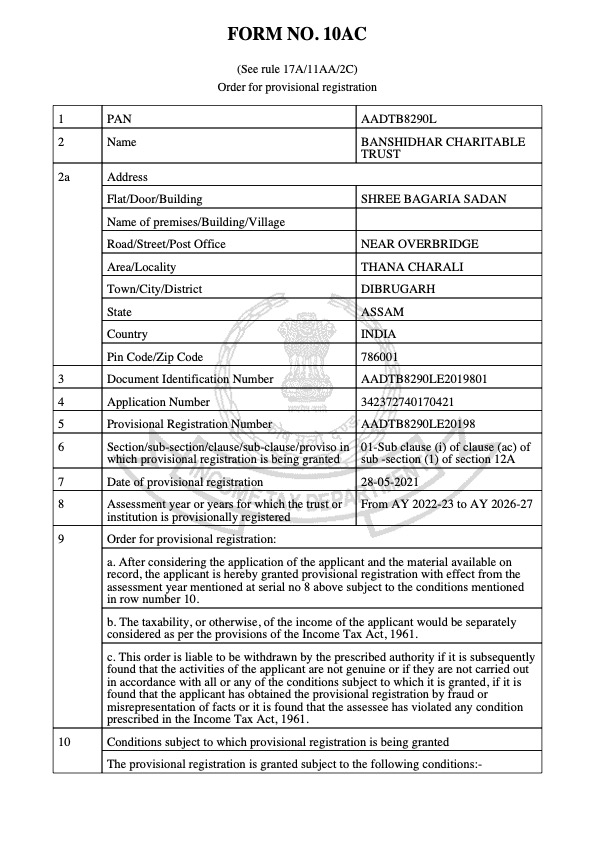 FORM NO. 10AC
(See rule 17A/11AA/2C)
Order for provisional registration
1 PAN AADTB8290L
2 Name BANSHIDHAR CHARITABLE
TRUST
2a Address
Flat/Door/Building SHREE BAGARIA SADAN
Name of premises/Building/Village
Road/Street/Post Office NEAR OVERBRIDGE
Area/Locality THANA CHARALI
Town/City/District DIBRUGARH
State ASSAM
Country INDIA
Pin Code/Zip Code 786001
3 Document Identification Number AADTB8290LE2019801
4 Application Number 342372740170421
5 Provisional Registration Number AADTB8290LE20198
6 Section/sub-section/clause/sub-clause/proviso in 01-Sub clause (i) of clause (ac) of
which provisional registration is being granted sub -section (1) of section 12A
7 Date of provisional registration 28-05-2021
8 Assessment year or years for which the trust or From AY 2022-23 to AY 2026-27
institution is provisionally registered
9 Order for provisional registration:
a. After considering the application of the applicant and the material available on
record, the applicant is hereby granted provisional registration with effect from the
assessment year mentioned at serial no 8 above subject to the conditions mentioned
in row number 10.
b. The taxability, or otherwise, of the income of the applicant would be separately
considered as per the provisions of the Income Tax Act, 1961.
c. This order is liable to be withdrawn by the prescribed authority if it is subsequently
found that the activities of the applicant are not genuine or if they are not carried out
in accordance with all or any of the conditions subject to which it is granted, if it is
found that the applicant has obtained the provisional registration by fraud or
misrepresentation of facts or it is found that the assessee has violated any condition
prescribed in the Income Tax Act, 1961.
10 Conditions subject to which provisional registration is being granted
The provisional registration is granted subject to the following conditions:-
INCOME TAX DEPARTMENT